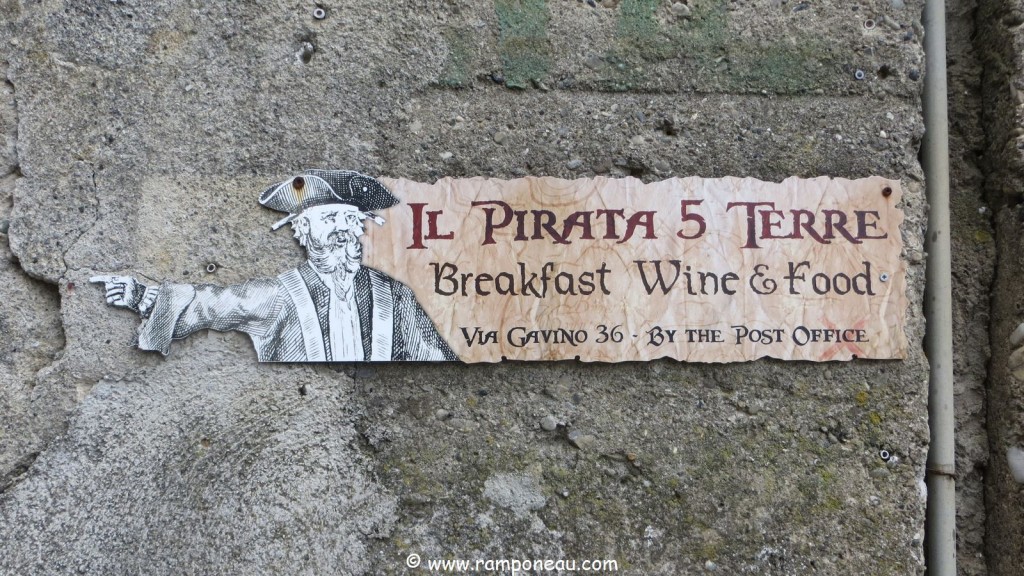 Il Pirata 5 Terre
Breakfast Wine & Food
Via Gavino 36 - By the Post Office
© www.ramponeau.com